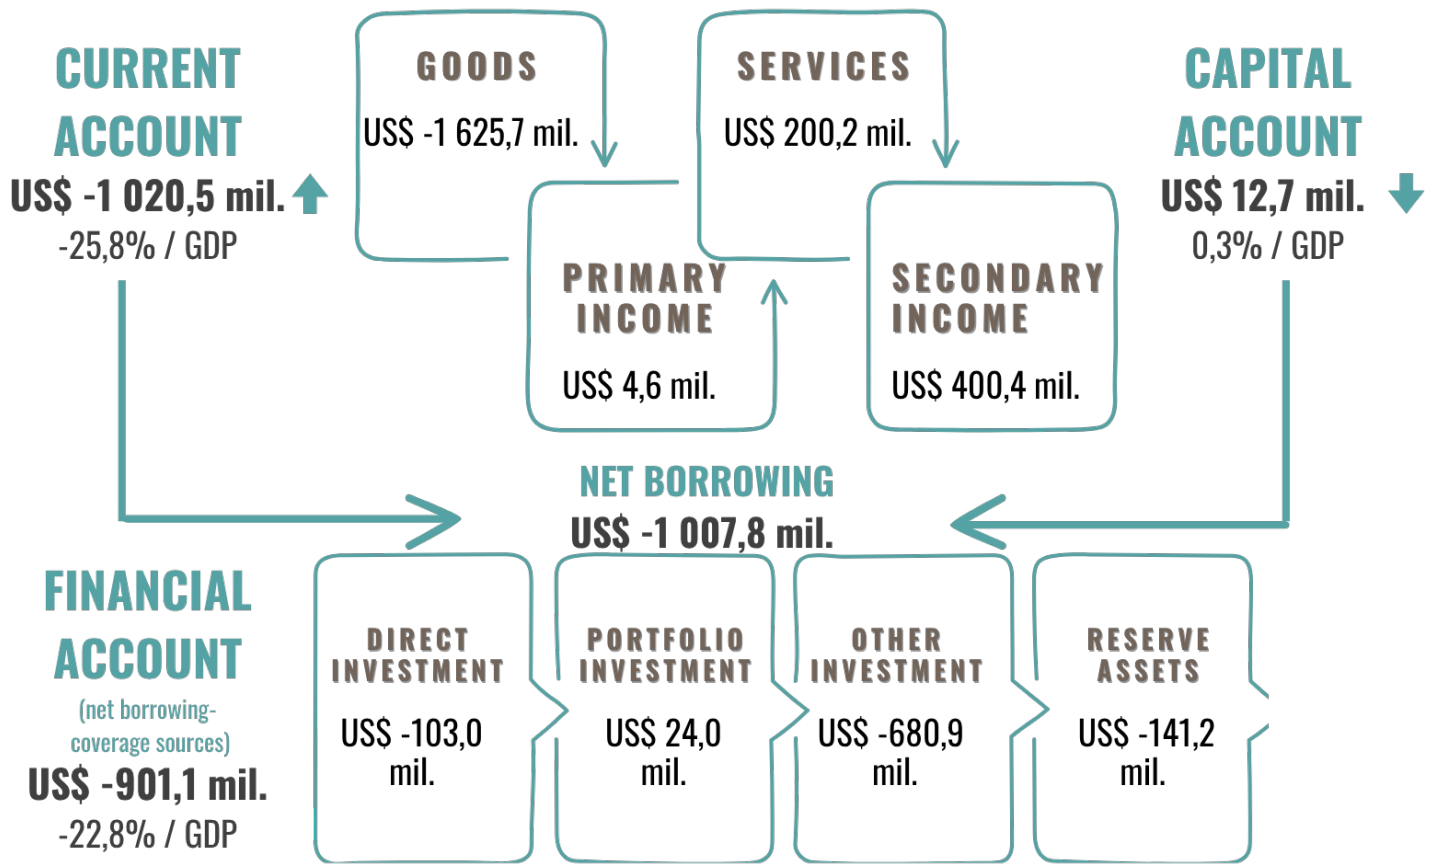 CURRENT
ACCOUNT
US$ -1 020,5 mil.
-25,8% / GDP
GOODS
US$ -1 625,7 mil.
SERVICES
US$ 200,2 mil.
PRIMARY
INCOME
US$ 4,6 mil.
SECONDARY
INCOME
US$ 400,4 mil.
CAPITAL
ACCOUNT
US$ 12,7 mil.
0,3% / GDP
NET BORROWING
US$ -1 007,8 mil.
FINANCIAL
ACCOUNT
(net borrowing-
coverage sources)
US$ -901,1 mil.
-22,8% / GDP
DIRECT
INVESTMENT
US$ -103,0
mil.
PORTFOLIO
INVESTMENT
US$ 24,0
mil.
OTHER
INVESTMENT
US$ -680,9
mil.
RESERVE
ASSETS
US$ -141,2
mil.